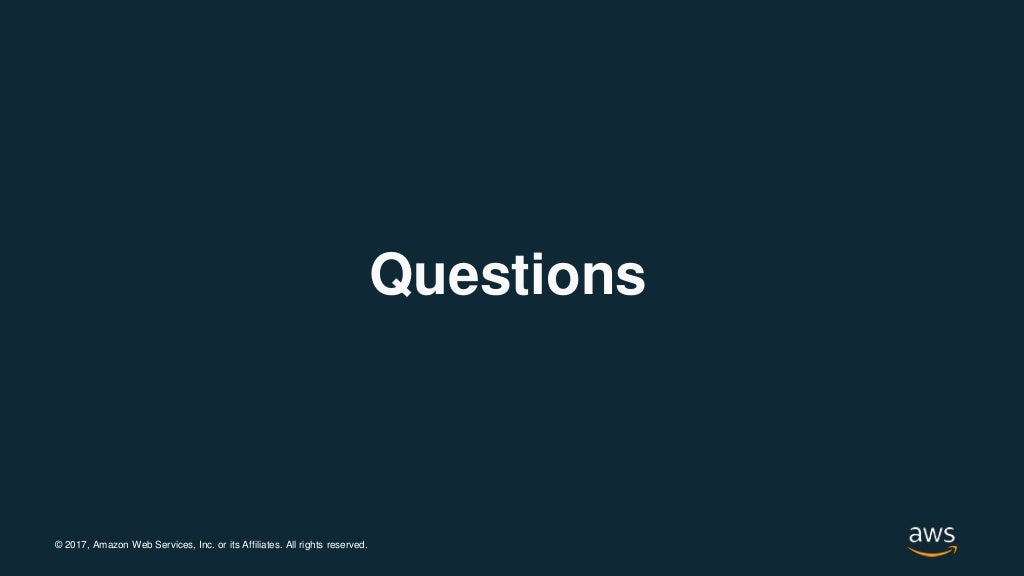 Questions
© 2017, Amazon Web Services, Inc. or its Affiliates. All rights reserved.
aws